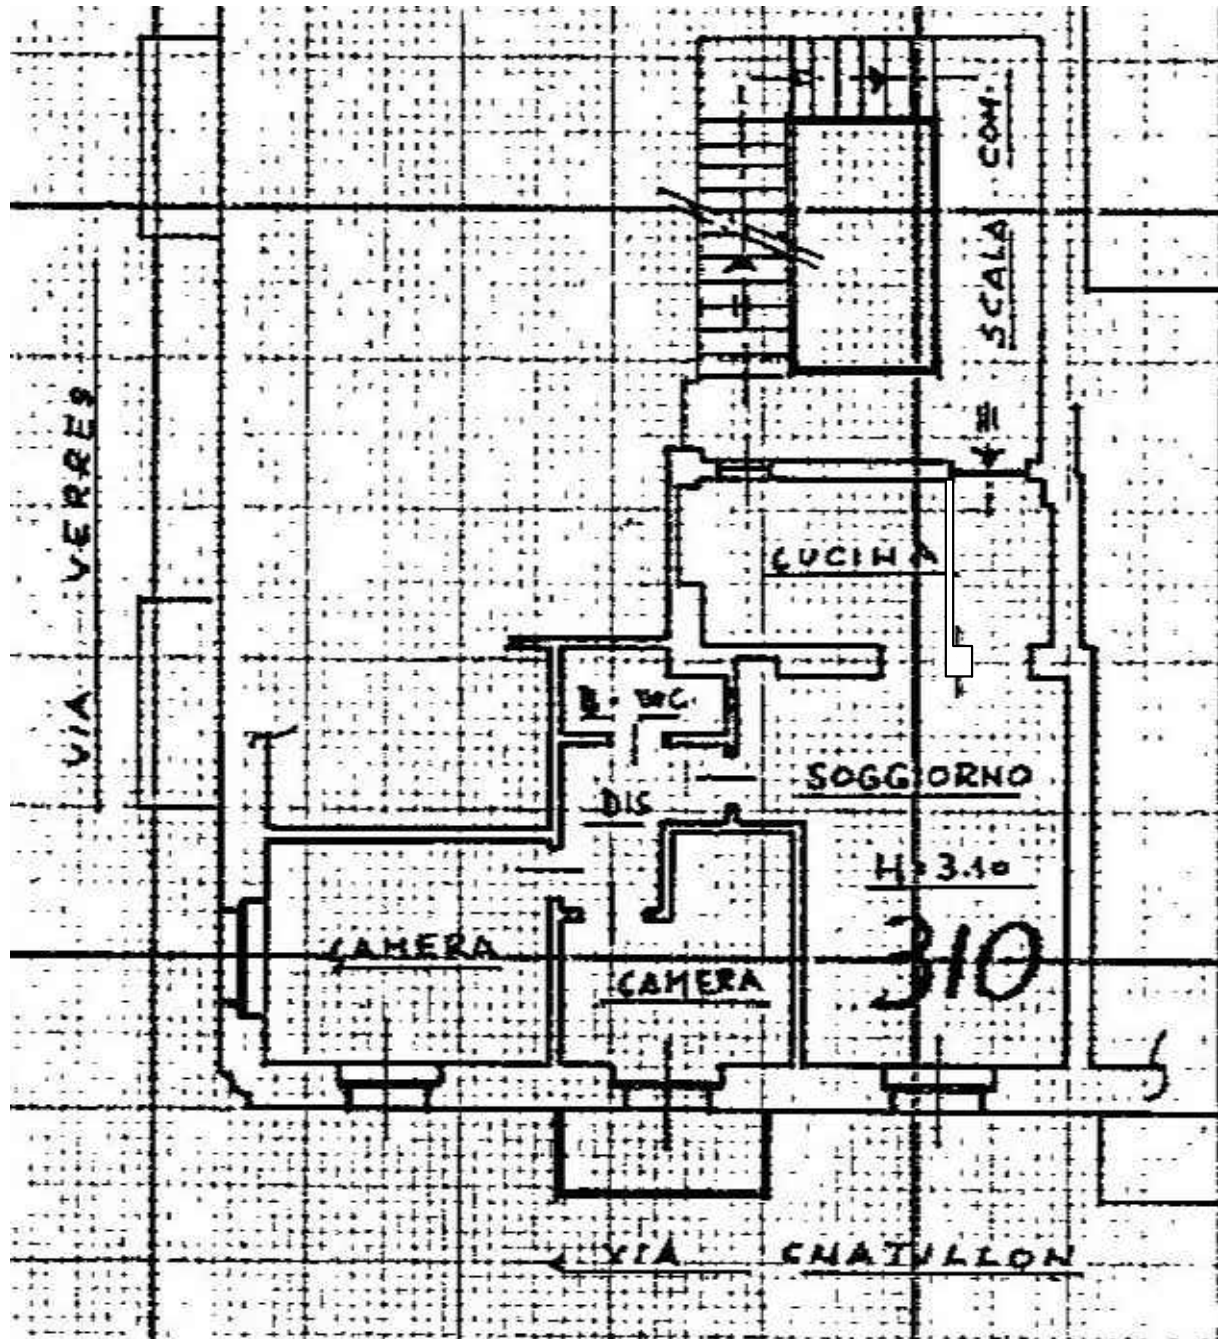 SCALA COM.
VIA VERRES
CUCINA
B. WC.
SOGGIORNO
DIS
H=3.10
310
CAMERA
CAMERA
VIA CHATILLON